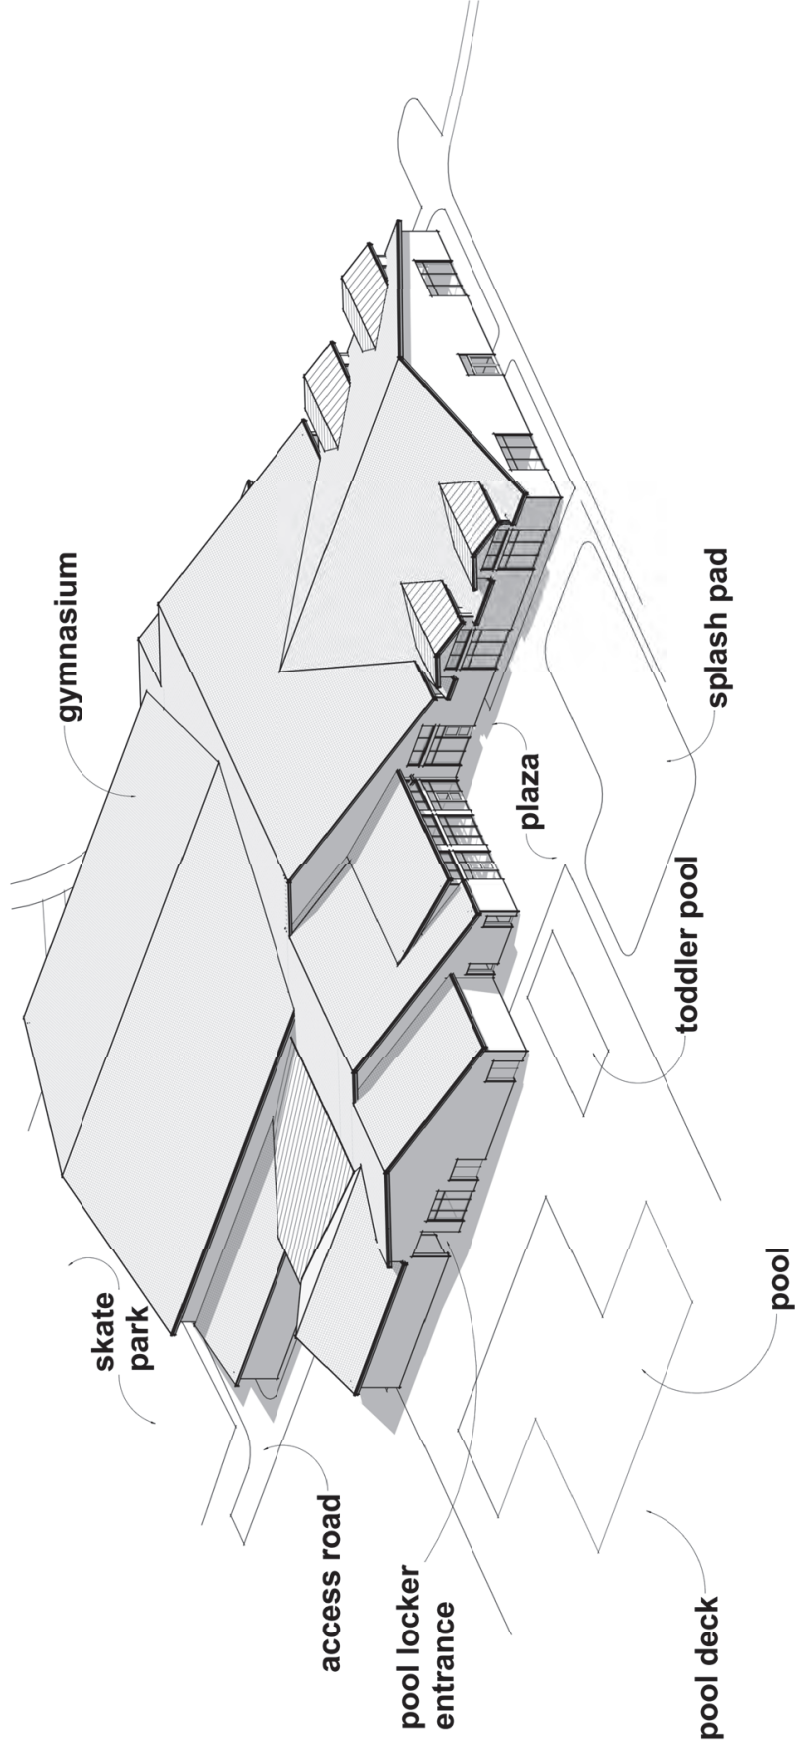 gymnasium
skate
park
access road
pool locker
entrance
plaza
toddler pool
pool deck
splash pad
pool